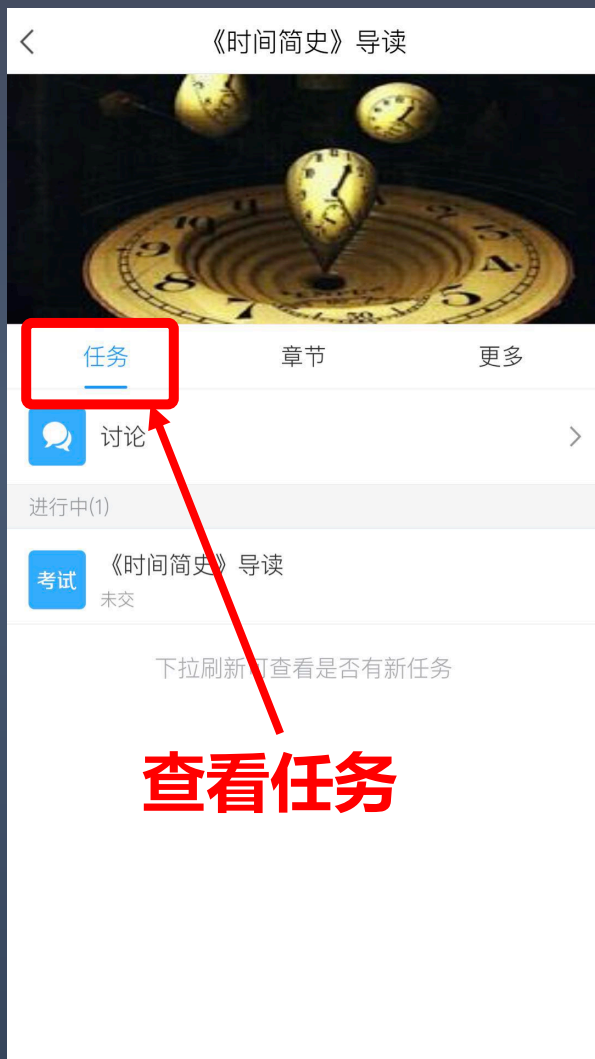 《时间简史》导读
任务
章节
更多
讨论
进行中(1)
考试
《时间简史》导读
未交
下拉刷新可查看是否有新任务
查看任务